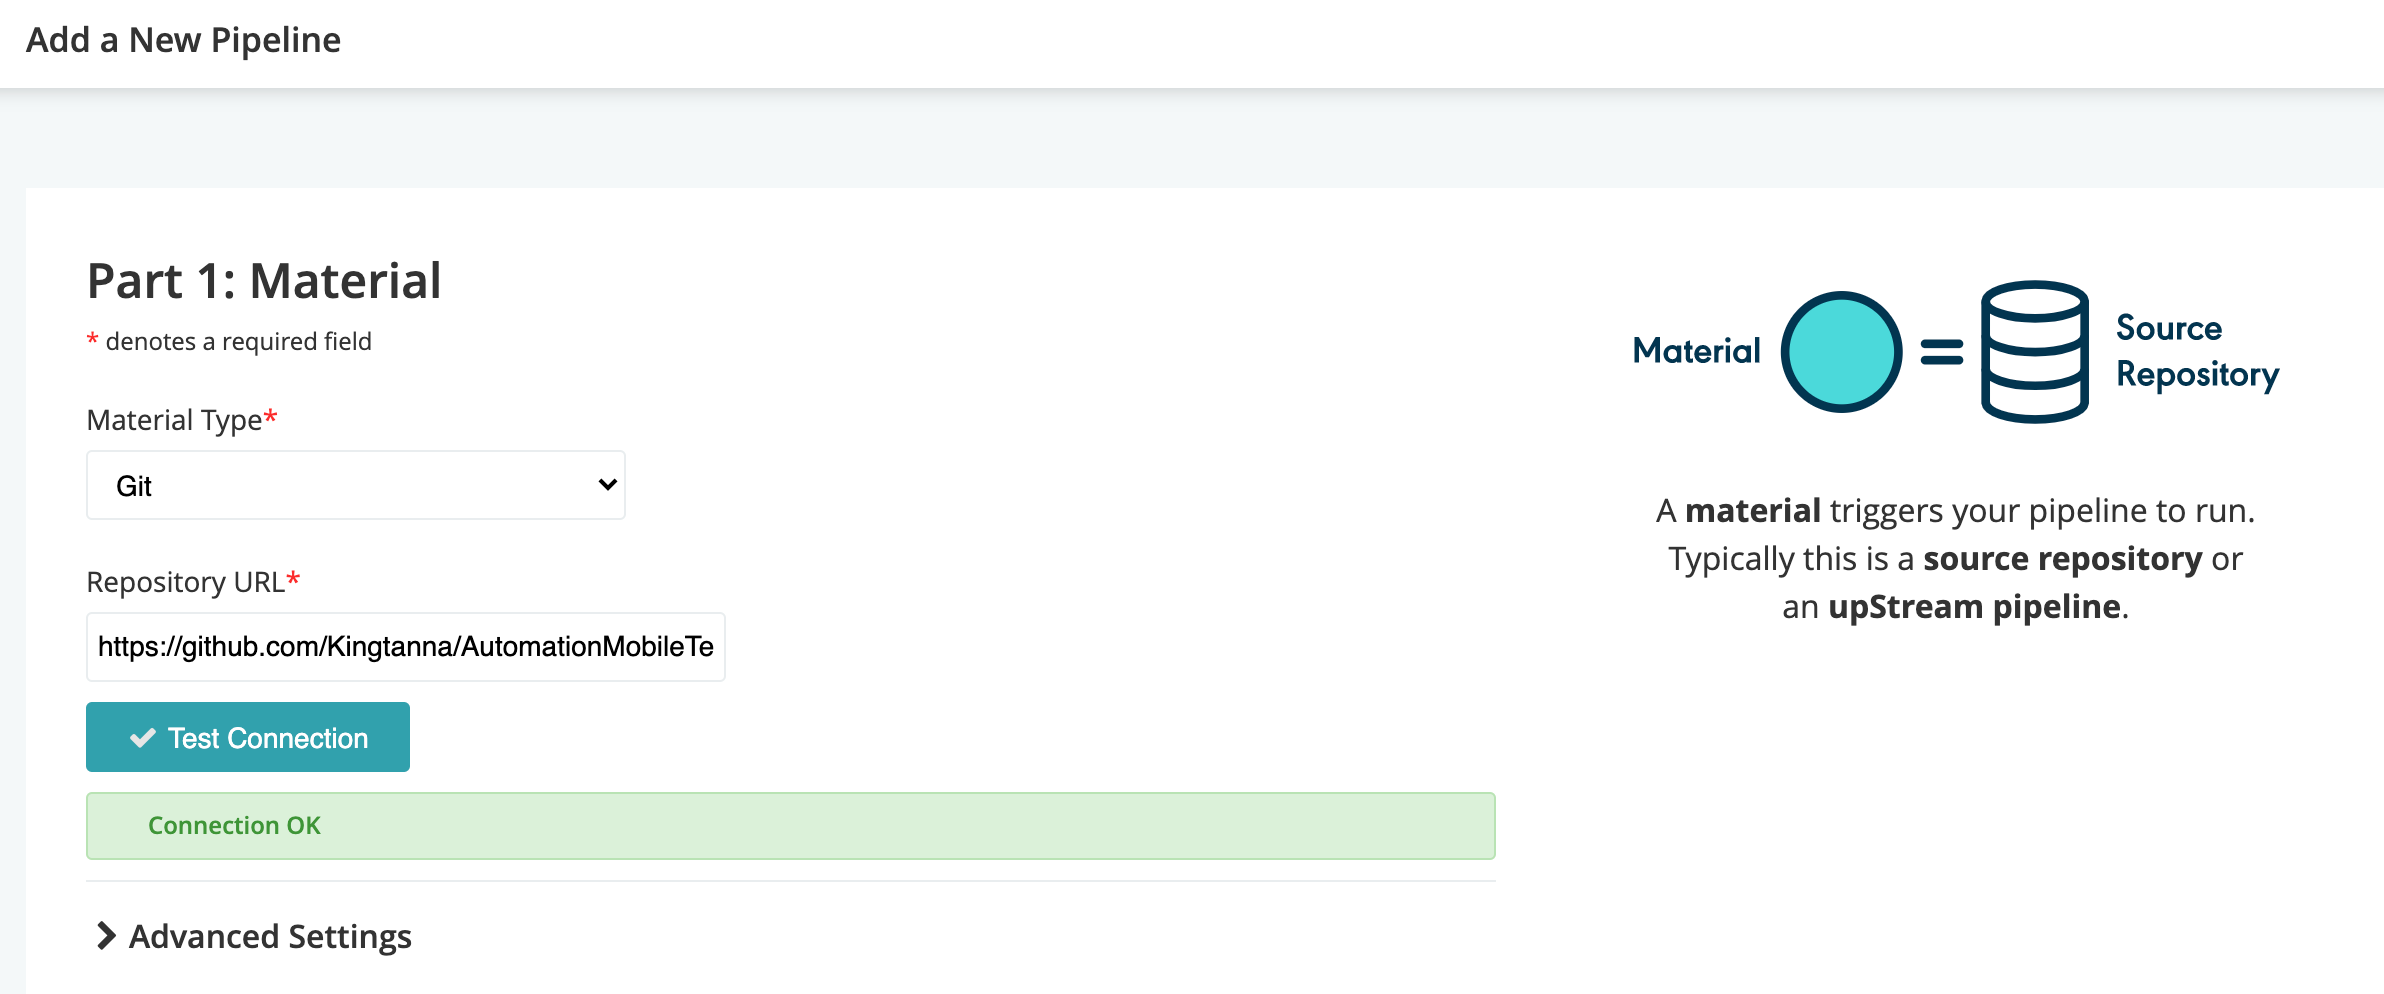 Add a New Pipeline
Part 1: Material
* denotes a required field
Material Type*
Git
Repository URL*
https://github.com/Kingtanna/AutomationMobileTe
Test Connection
Connection OK
Advanced Settings
Material
Source
Repository
A material triggers your pipeline to run.
Typically this is a source repository or
an upStream pipeline.